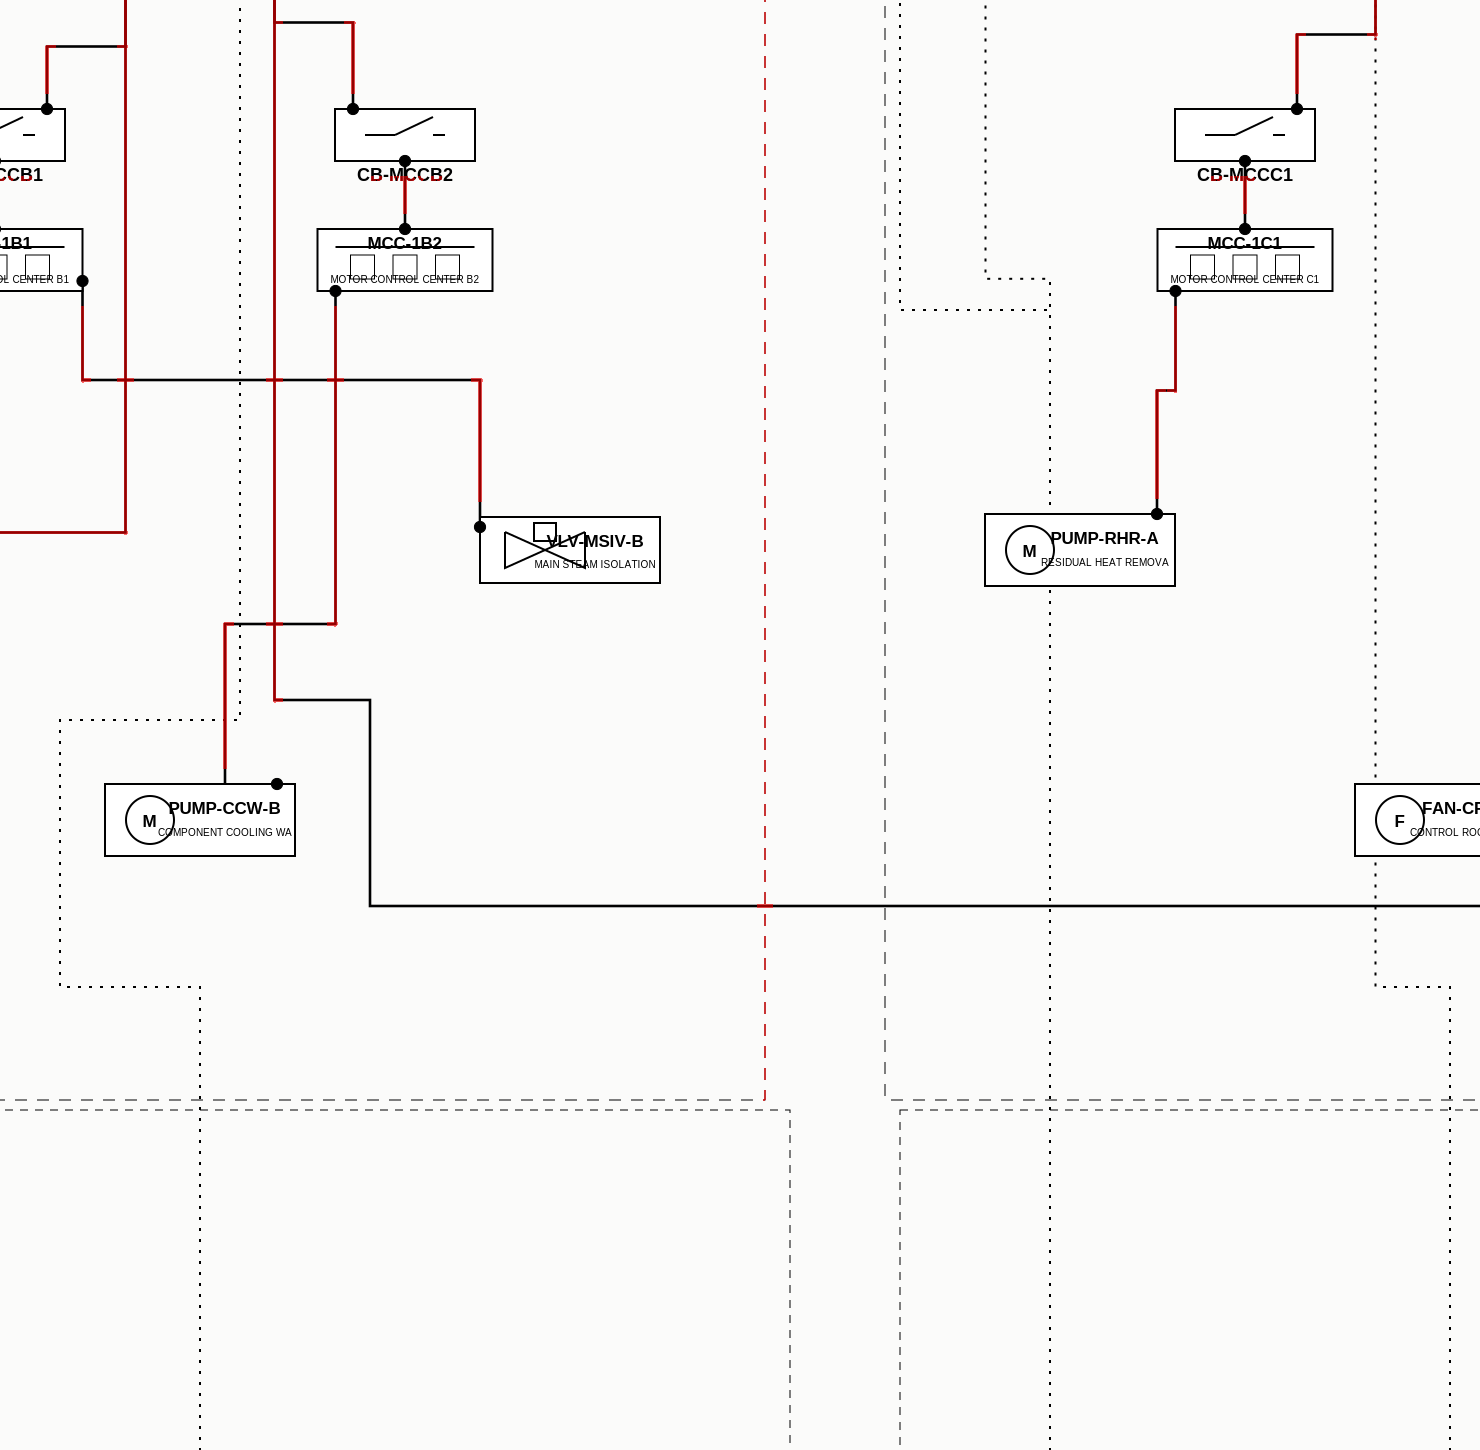 CCB1
CB-MCCB2
CB-MCCC1
1B1
MCC-1B2
MCC-1C1
OL CENTER B1
MOTOR CONTROL CENTER B2
MOTOR CONTROL CENTER C1
VLV-MSIV-B
MAIN STEAM ISOLATION
M
PUMP-RHR-A
RESIDUAL HEAT REMOVA
M
PUMP-CCW-B
COMPONENT COOLING WA
F
FAN-CR
CONTROL ROO